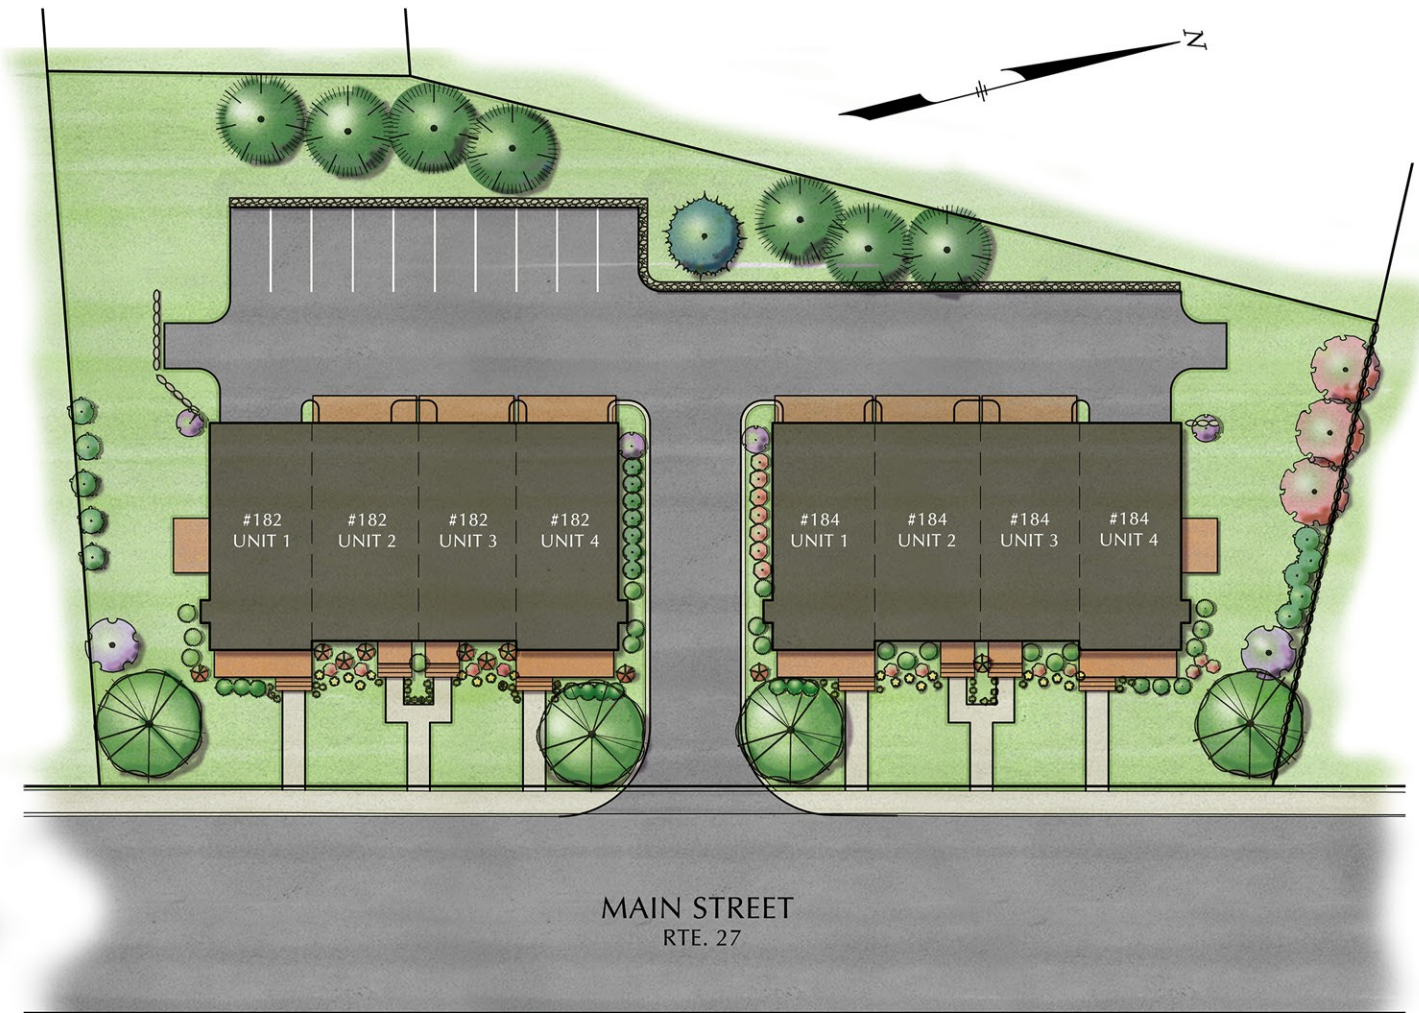 N
#182
UNIT 1
#182
UNIT 2
#182
UNIT 3
#182
UNIT 4
#184
UNIT 1
#184
UNIT 2
#184
UNIT 3
#184
UNIT 4
MAIN STREET
RTE. 27